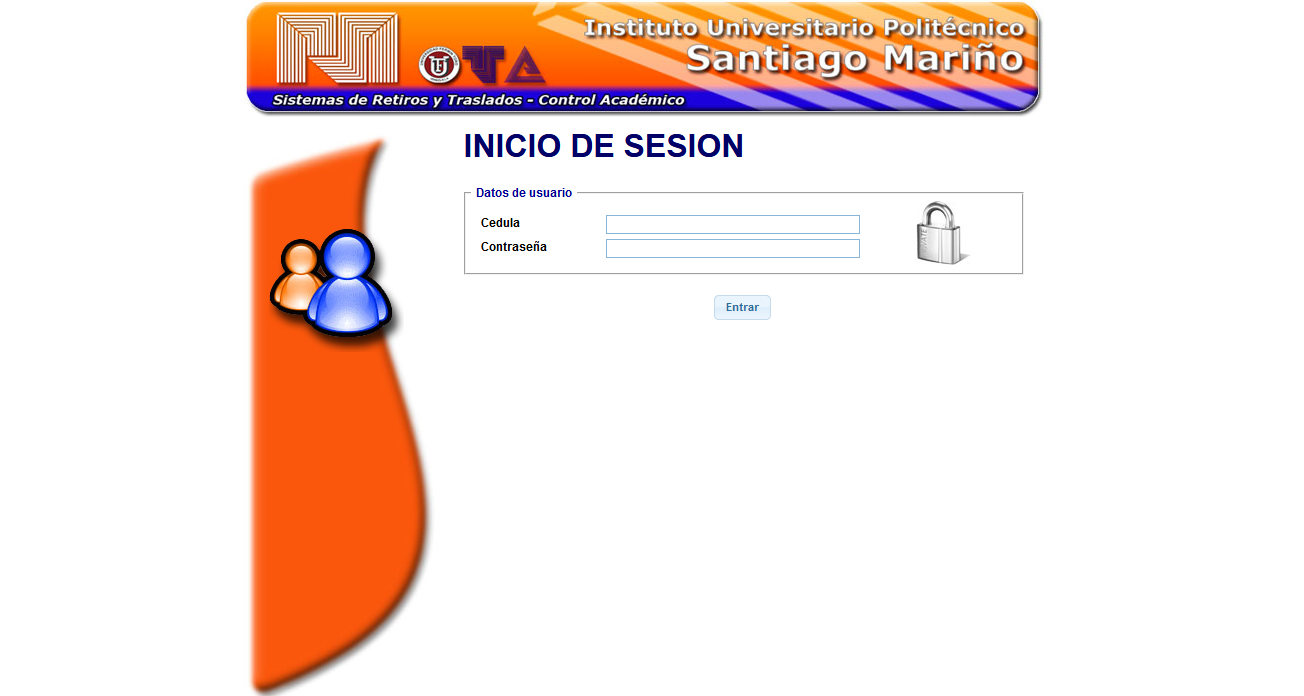 Instituto Universitario Politécnico
Santiago Mariño
Sistemas de Retiros y Traslados - Control Académico
INICIO DE SESION
Datos de usuario
Cedula
Contraseña
Entrar